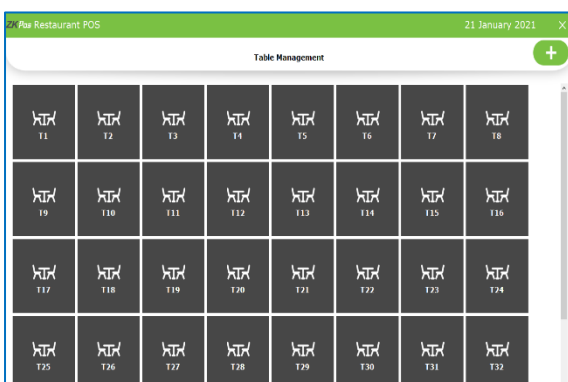 ZKPos Restaurant POS 21 January 2021 X
Table Management +
T1 T2 T3 T4 T5 T6 T7 T8
T9 T10 T11 T12 T13 T14 T15 T16
T17 T18 T19 T20 T21 T22 T23 T24
T25 T26 T27 T28 T29 T30 T31 T32